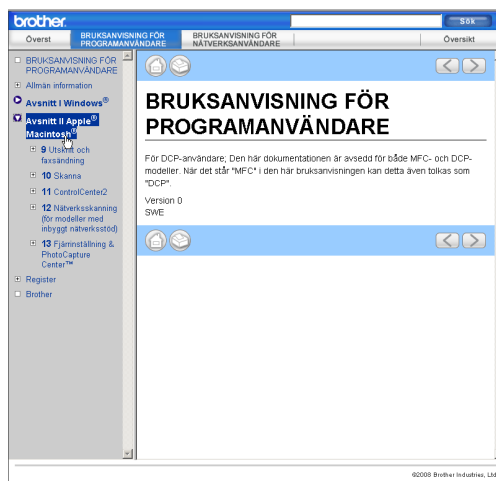 brother.
Sök
Överst
BRUKSANVISNING FÖR
PROGRAMANVÄNDARE
BRUKSANVISNING FÖR
NÄTVERKSANVÄNDARE
Översikt
BRUKSANVISNING FÖR
PROGRAMANVÄNDARE
Allmän information
Avsnitt I Windows®
Avsnitt II Apple®
Macintosh®
9 Utskrift och
faxsändning
10 Skanna
11 ControlCenter2
12 Nätverksskanning
(för modeller med
inbyggt nätverksstöd)
13 Fjärrinställning &
PhotoCapture
Center™
Register
Brother
BRUKSANVISNING FÖR
PROGRAMANVÄNDARE
För DCP-användare; Den här dokumentationen är avsedd för både MFC- och DCP-
modeller. När det står "MFC" i den här bruksanvisningen kan detta även tolkas som
"DCP".
Version 0
SWE
©2008 Brother Industries, Ltd